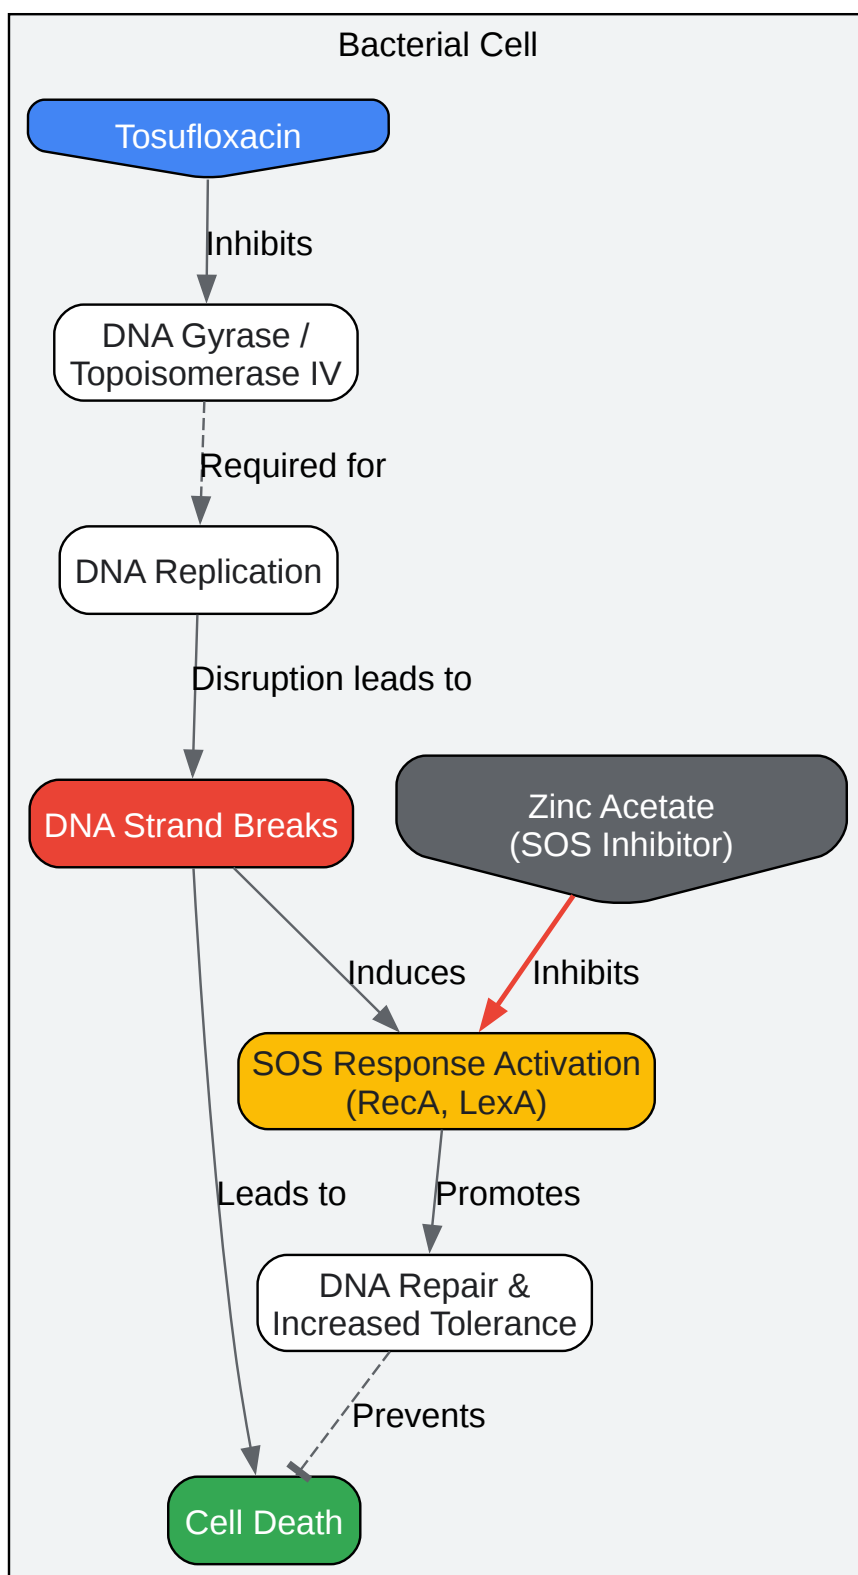 Bacterial Cell
Tosufloxacin
Inhibits
DNA Gyrase /
Topoisomerase IV
Required for
DNA Replication
Disruption leads to
DNA Strand Breaks
Zinc Acetate
(SOS Inhibitor)
Induces
Inhibits
SOS Response Activation
(RecA, LexA)
Leads to
Promotes
DNA Repair &
Increased Tolerance
Prevents
Cell Death